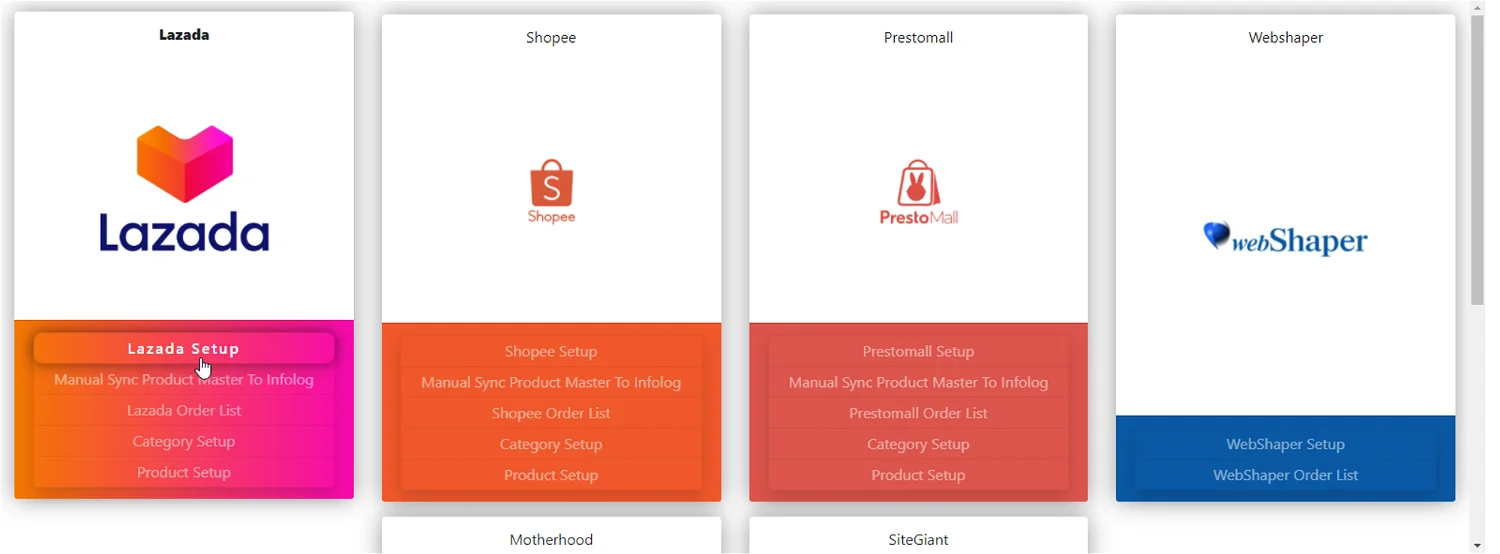 Lazada
Lazada
Lazada Setup
Manual Sync Product Master To Infolog
Lazada Order List
Category Setup
Product Setup
Shopee
S
Shopee
Shopee Setup
Manual Sync Product Master To Infolog
Shopee Order List
Category Setup
Product Setup
Prestomall
PrestoMall
Prestomall Setup
Manual Sync Product Master To Infolog
Prestomall Order List
Category Setup
Product Setup
Webshaper
webShaper
WebShaper Setup
WebShaper Order List
Motherhood
SiteGiant